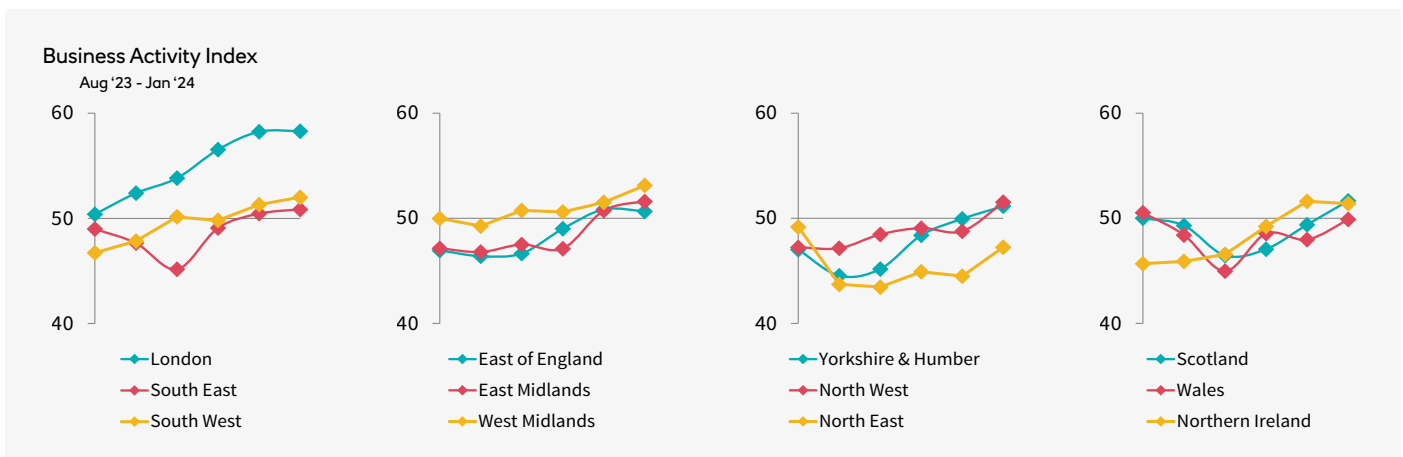 Business Activity Index
Aug ‘23 - Jan ‘24
60
50
40
London
South East
South West
60
50
40
East of England
East Midlands
West Midlands
60
50
40
Yorkshire & Humber
North West
North East
60
50
40
Scotland
Wales
Northern Ireland